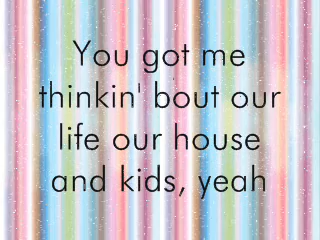 You got me
thinkin' bout our
life our house
and kids, yeah